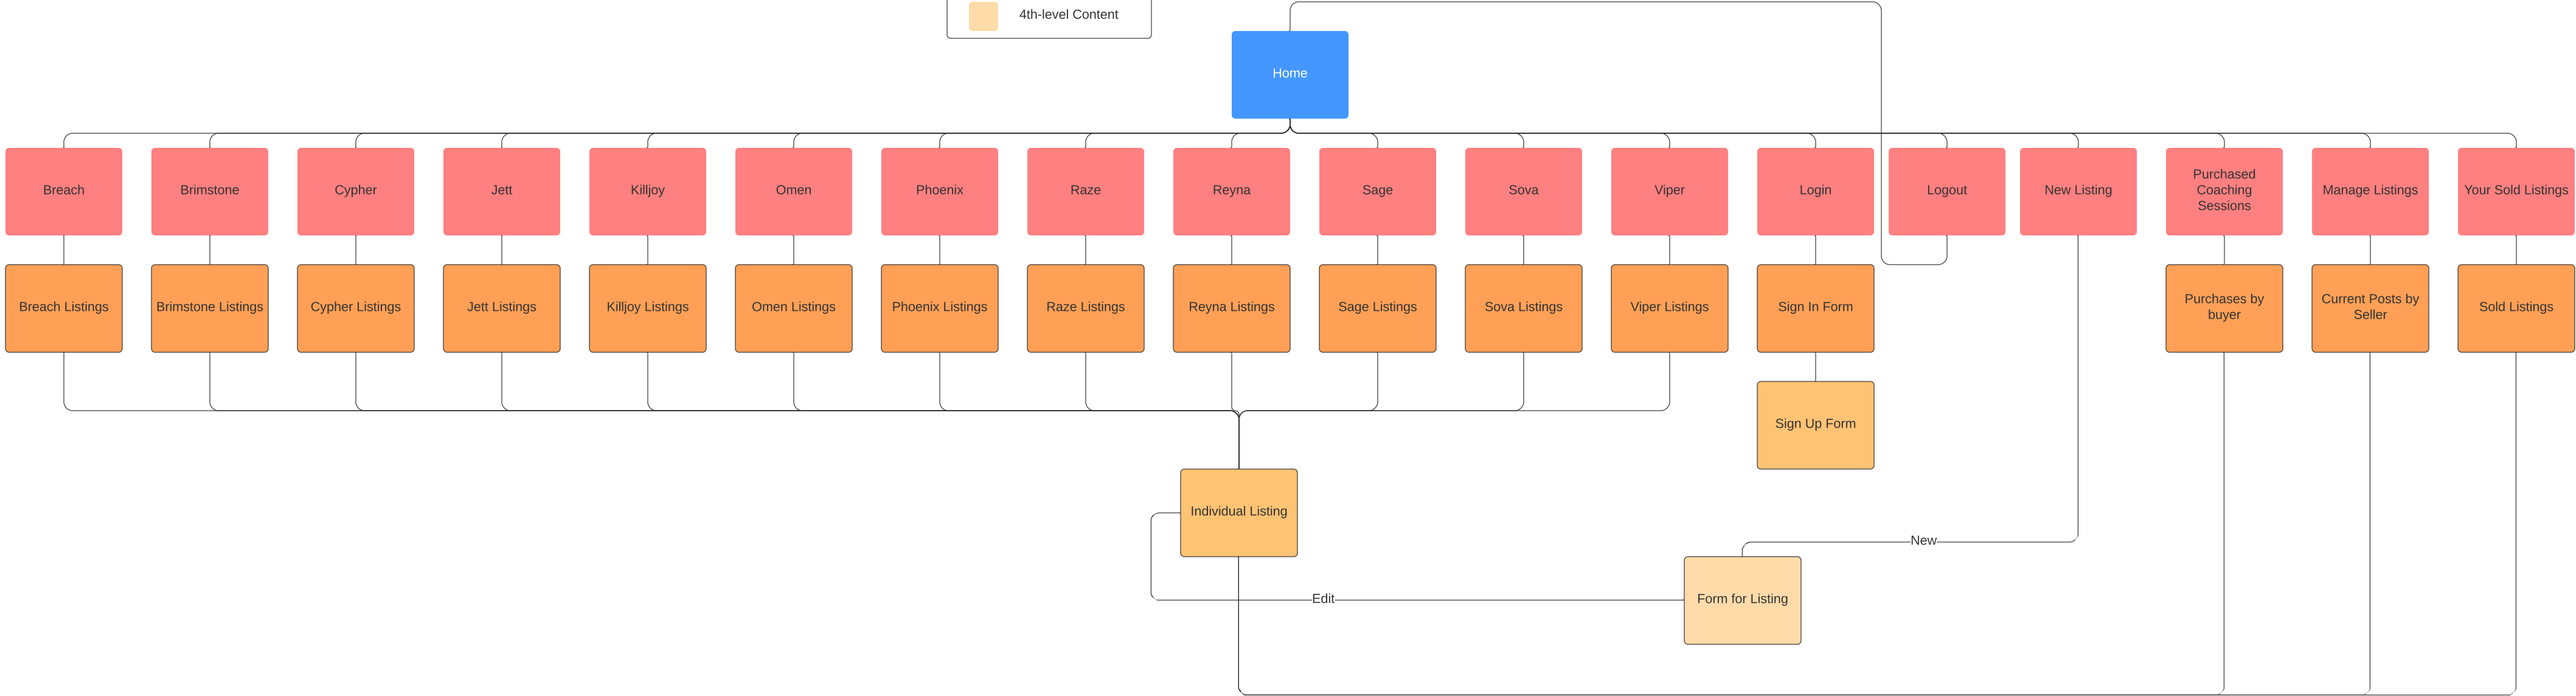 4th-level Content
Home
Breach
Brimstone
Cypher
Jett
Killjoy
Omen
Phoenix
Raze
Reyna
Sage
Sova
Viper
Login
Logout
New Listing
Purchased
Coaching
Sessions
Manage Listings
Your Sold Listings
Breach Listings
Brimstone Listings
Cypher Listings
Jett Listings
Killjoy Listings
Omen Listings
Phoenix Listings
Raze Listings
Reyna Listings
Sage Listings
Sova Listings
Viper Listings
Sign In Form
Purchases by
buyer
Current Posts by
Seller
Sold Listings
Sign Up Form
Individual Listing
New
Edit
Form for Listing